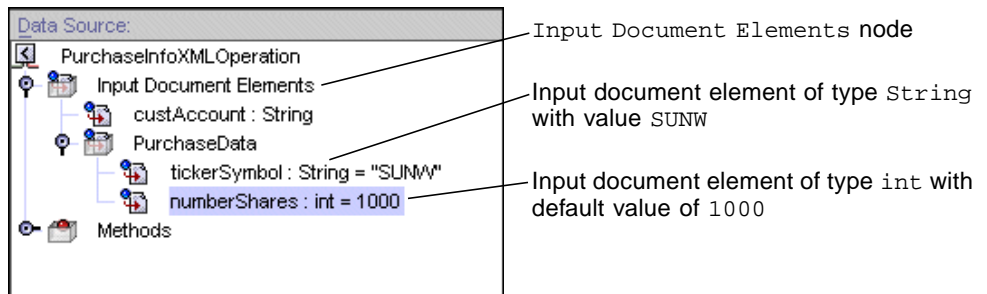 Data Source:
PurchaseInfoXMLOperation
Input Document Elements
custAccount : String
PurchaseData
tickerSymbol : String = "SUNW"
numberShares : int = 1000
Methods
Input Document Elements node
Input document element of type String
with value SUNW
Input document element of type int with
default value of 1000